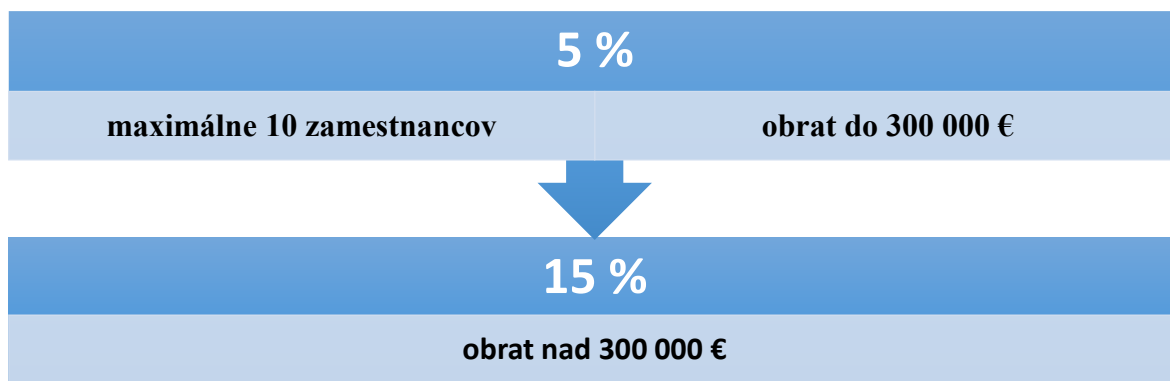 5 %
maximálne 10 zamestnancov
obrat do 300 000 €
15 %
obrat nad 300 000 €